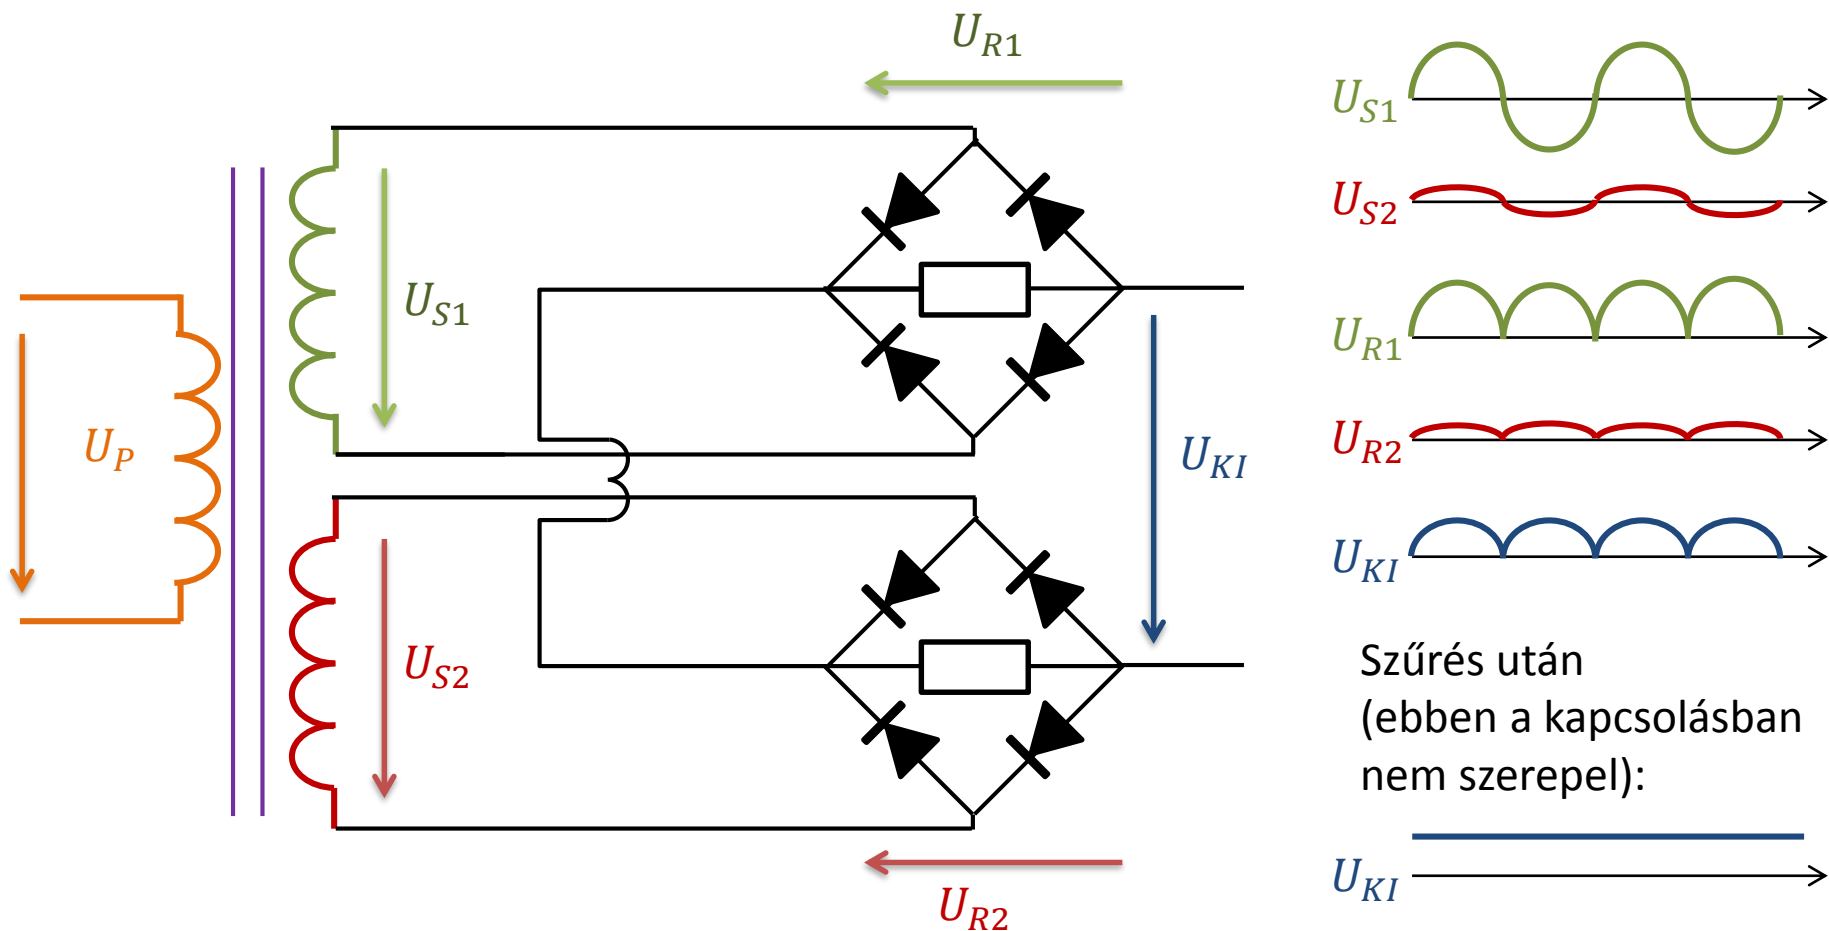 U_R1
U_S1
U_P
U_S2
U_KI
U_R2
U_S1
U_S2
U_R1
U_R2
U_KI
Szűrés után
(ebben a kapcsolásban
nem szerepel):
U_KI